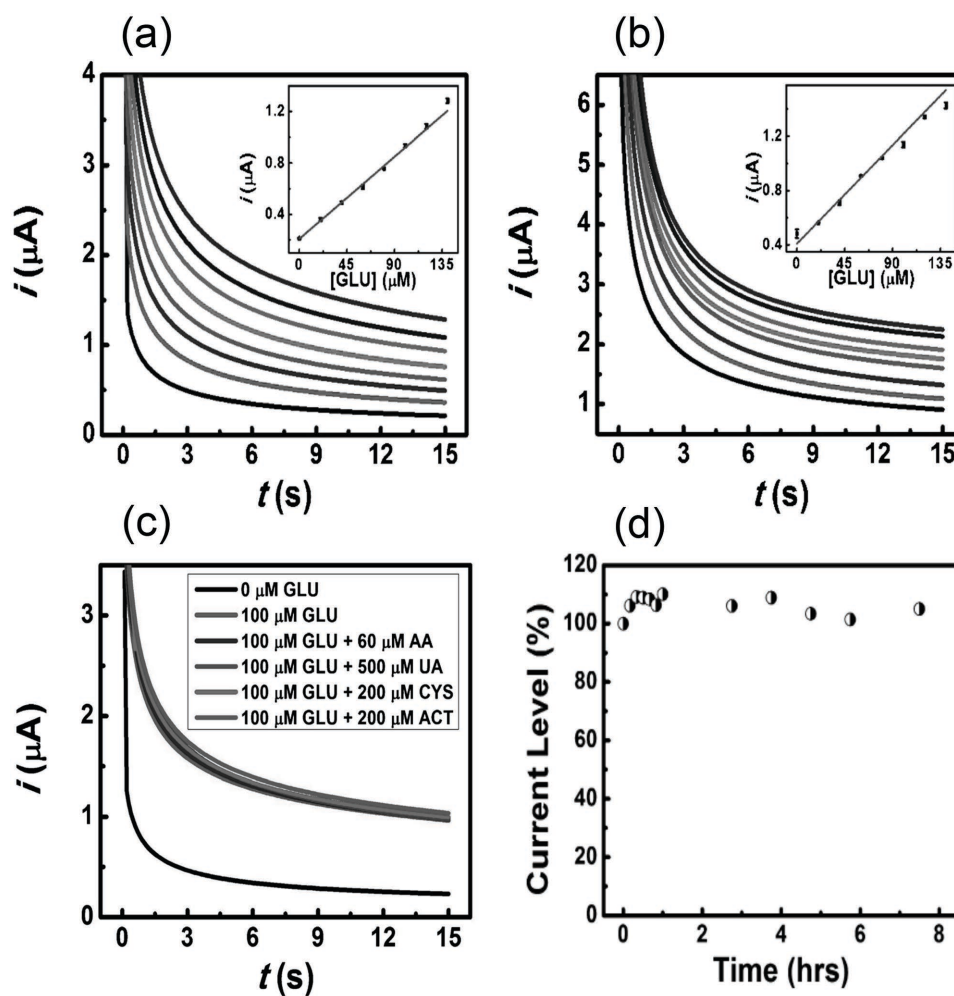 (a)
4
3
2
1
0
i (μA)
0 3 6 9 12 15
t (s)
1.2
0.8
0.4
i (μA)
0 45 90 135
[GLU] (μM)
(b)
6
5
4
3
2
1
i (μA)
0 3 6 9 12 15
t (s)
1.6
1.2
0.8
0.4
i (μA)
0 45 90 135
[GLU] (μM)
(c)
3
2
1
0
i (μA)
0 3 6 9 12 15
t (s)
0 μM GLU
100 μM GLU
100 μM GLU + 60 μM AA
100 μM GLU + 500 μM UA
100 μM GLU + 200 μM CYS
100 μM GLU + 200 μM ACT
(d)
120
100
80
60
40
20
0
Current Level (%)
0 2 4 6 8
Time (hrs)